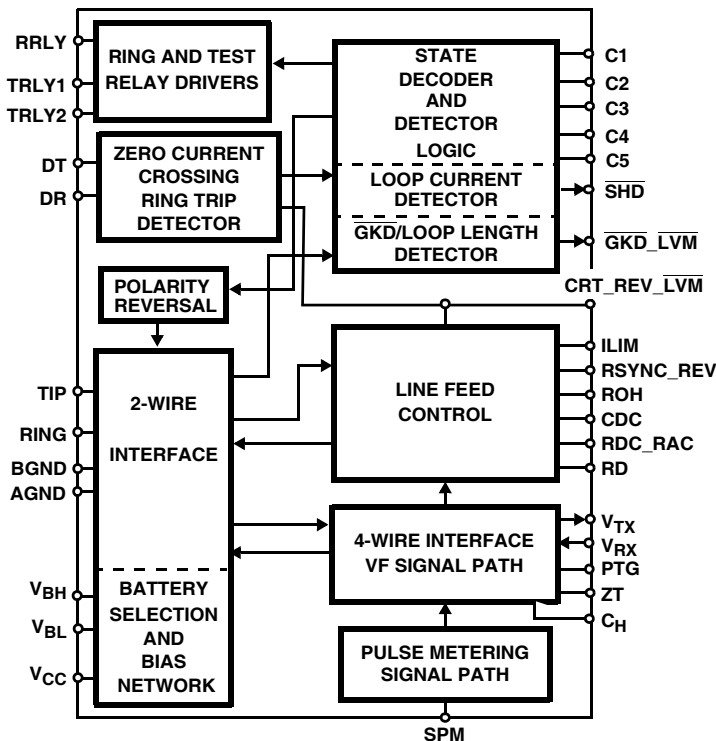 RRLY
TRLY1
TRLY2
RING AND TEST
RELAY DRIVERS
STATE
DECODER
AND
DETECTOR
LOGIC
C1
C2
C3
C4
C5
DT
DR
ZERO CURRENT
CROSSING
RING TRIP
DETECTOR
LOOP CURRENT
DETECTOR
SHD
GKD/LOOP LENGTH
DETECTOR
GKD_LVM
POLARITY
REVERSAL
CRT_REV_LVM
TIP
RING
BGND
AGND
2-WIRE
INTERFACE
LINE FEED
CONTROL
ILIM
RSYNC_REV
ROH
CDC
RDC_RAC
RD
4-WIRE INTERFACE
VF SIGNAL PATH
VTX
VRX
PTG
ZT
CH
VBH
VBL
VCC
BATTERY
SELECTION
AND
BIAS
NETWORK
PULSE METERING
SIGNAL PATH
SPM